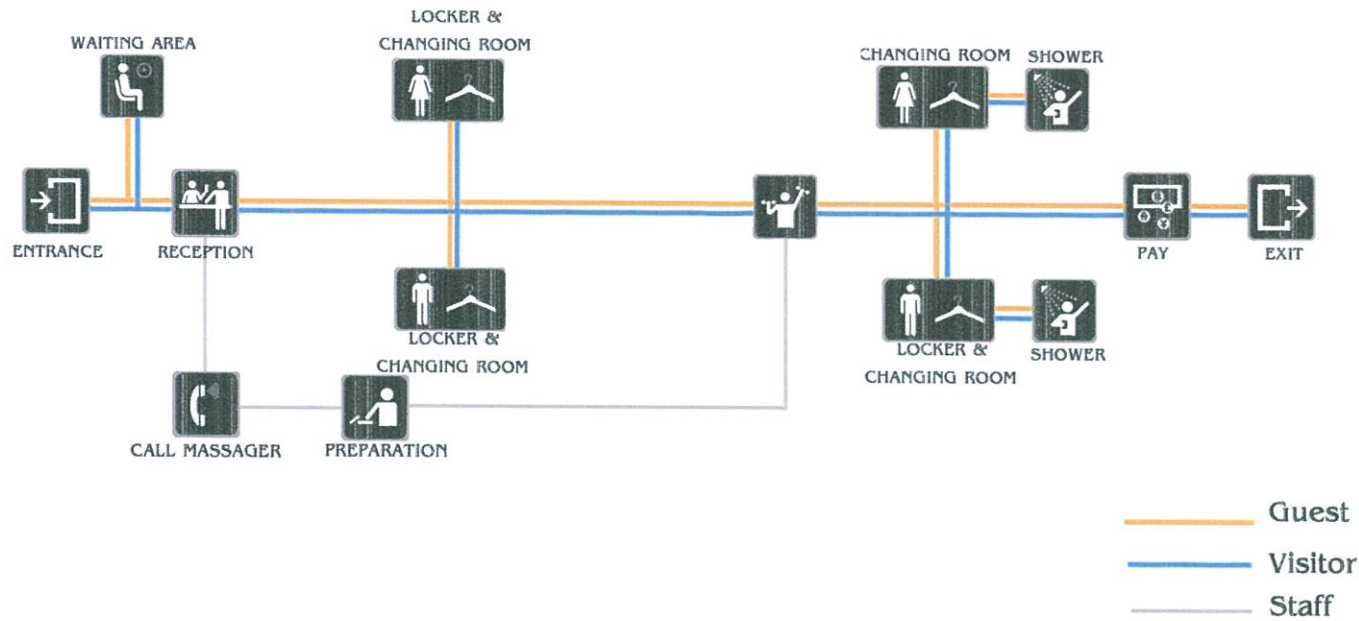 LOCKER &
CHANGING ROOM
WAITING AREA
CHANGING ROOM
SHOWER
ENTRANCE
RECEPTION
PAY
EXIT
LOCKER &
CHANGING ROOM
LOCKER &
CHANGING ROOM
SHOWER
CALL MASSAGER
PREPARATION
Guest
Visitor
Staff